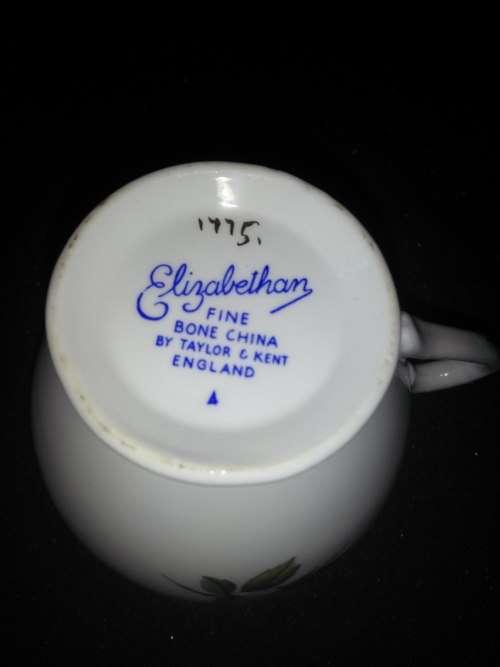 1775.
Elizabethan
FINE
BONE CHINA
BY TAYLOR & KENT
ENGLAND